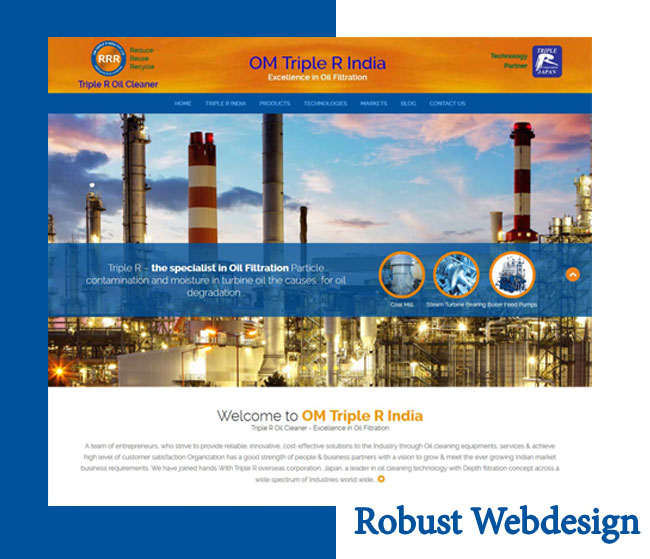 RRR
Reduce
Reuse
Recycle
Triple R Oil Cleaner
OM Triple R India
Excellence in Oil Filtration
Technology
Partner
TRIPLE
R
JAPAN
HOME TRIPLE R INDIA PRODUCTS TECHNOLOGIES MARKETS BLOG CONTACT US
Triple R – the specialist in Oil Filtration Particle
contamination and moisture in turbine oil the causes for oil
degradation .
Coal Mill
Steam Turbine Bearing
Boiler Feed Pumps
Welcome to OM Triple R India
Triple R Oil Cleaner - Excellence in Oil Filtration
A team of entrepreneurs, who strive to provide reliable, innovative, cost-effective solutions to the Industry through Oil cleaning equipments, services & achieve
high level of customer satisfaction Organization has a good strength of people & business partners with a vision to grow & meet the ever growing Indian market
business requirements. We have joined hands With Triple R overseas corporation, Japan, a leader in oil cleaning technology with Depth filtration concept across a
wide spectrum of Industries world wide...
Robust Webdesign